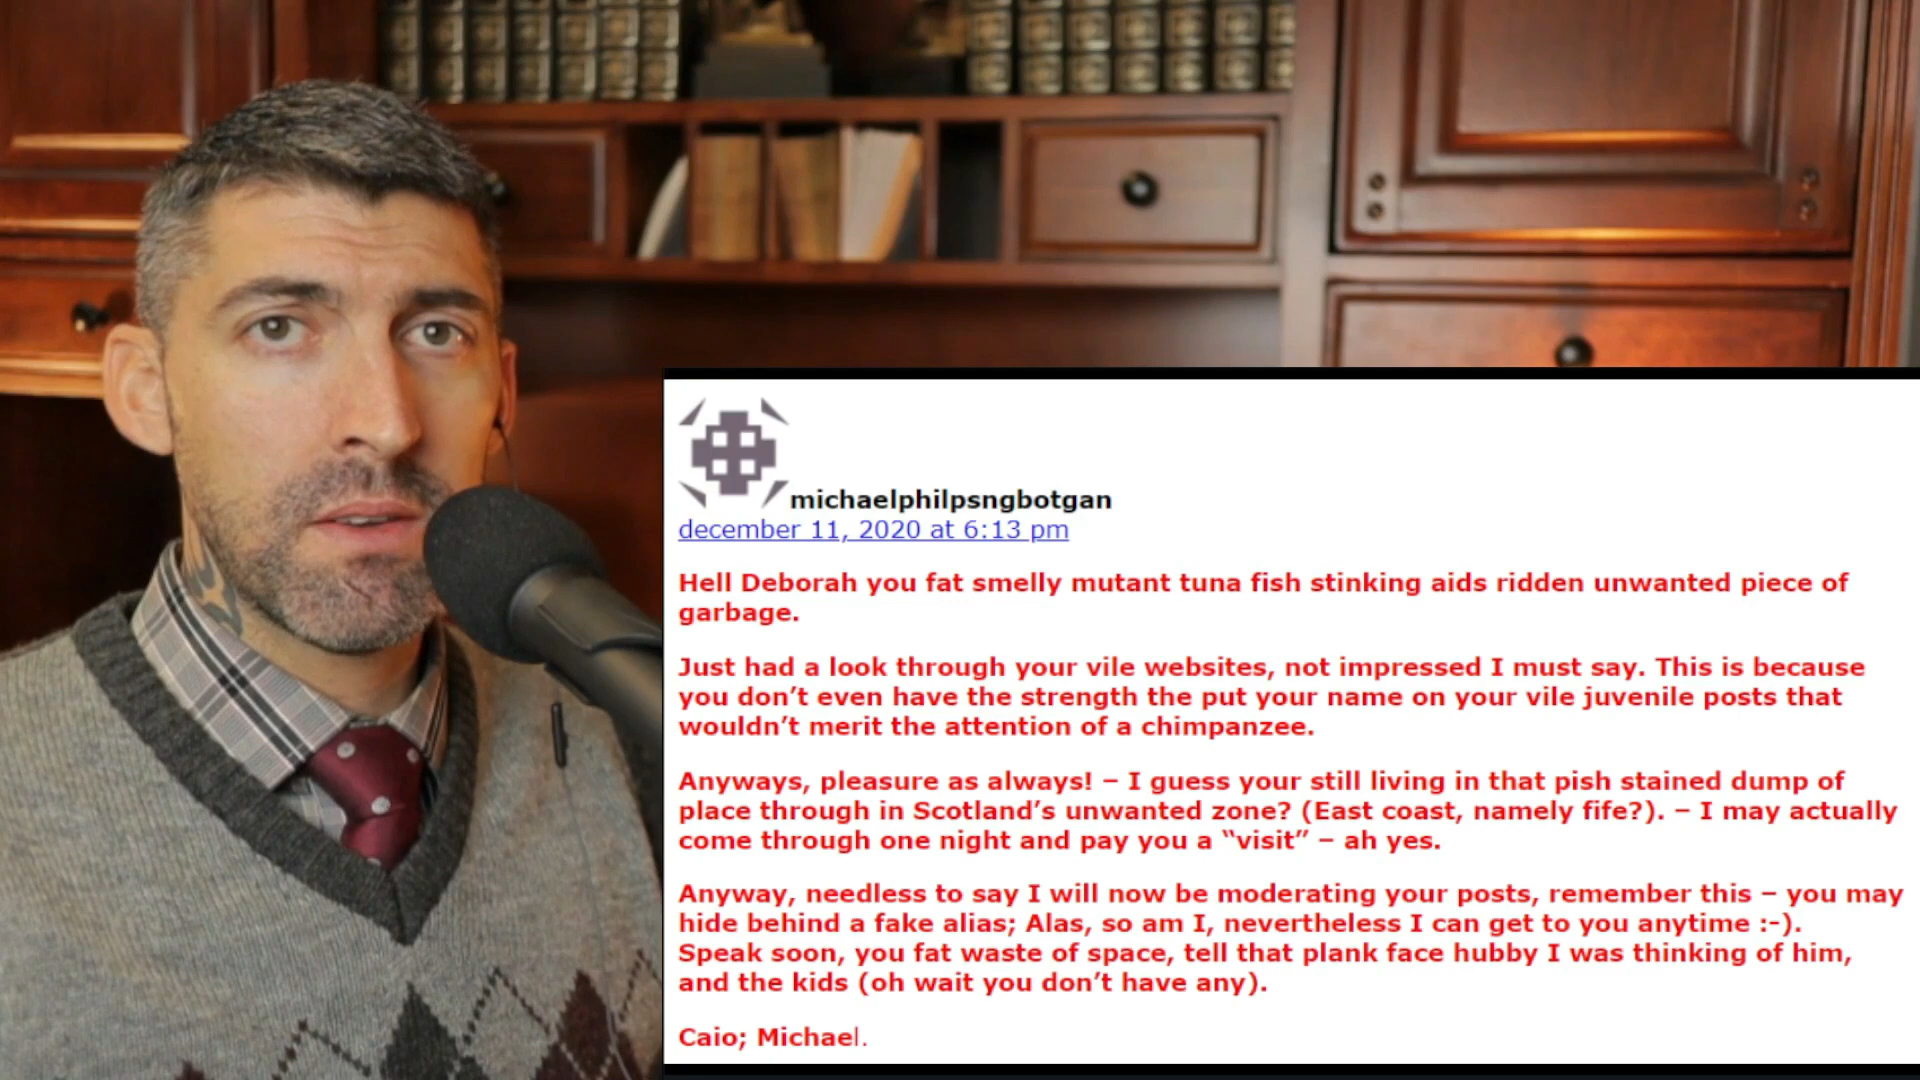 michaelphilpsngbotgan
december 11, 2020 at 6:13 pm
Hell Deborah you fat smelly mutant tuna fish stinking aids ridden unwanted piece of
garbage.
Just had a look through your vile websites, not impressed I must say. This is because
you don’t even have the strength the put your name on your vile juvenile posts that
wouldn’t merit the attention of a chimpanzee.
Anyways, pleasure as always! – I guess your still living in that pish stained dump of
place through in Scotland’s unwanted zone? (East coast, namely fife?). – I may actually
come through one night and pay you a “visit” – ah yes.
Anyway, needless to say I will now be moderating your posts, remember this – you may
hide behind a fake alias; Alas, so am I, nevertheless I can get to you anytime :-).
Speak soon, you fat waste of space, tell that plank face hubby I was thinking of him,
and the kids (oh wait you don’t have any).
Caio; Michael.